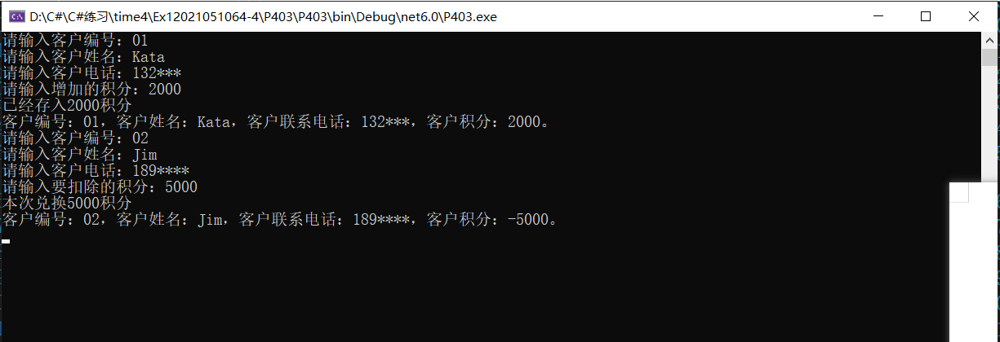 D:\C#\C#练习\time4\Ex12021051064-4\P403\P403\bin\Debug\net6.0\P403.exe
请输入客户编号：01
请输入客户姓名：Kata
请输入客户电话：132***
请输入增加的积分：2000
已经存入2000积分
客户编号：01，客户姓名：Kata，客户联系电话：132***，客户积分：2000。
请输入客户编号：02
请输入客户姓名：Jim
请输入客户电话：189****
请输入要扣除的积分：5000
本次兑换5000积分
客户编号：02，客户姓名：Jim，客户联系电话：189****，客户积分：-5000。